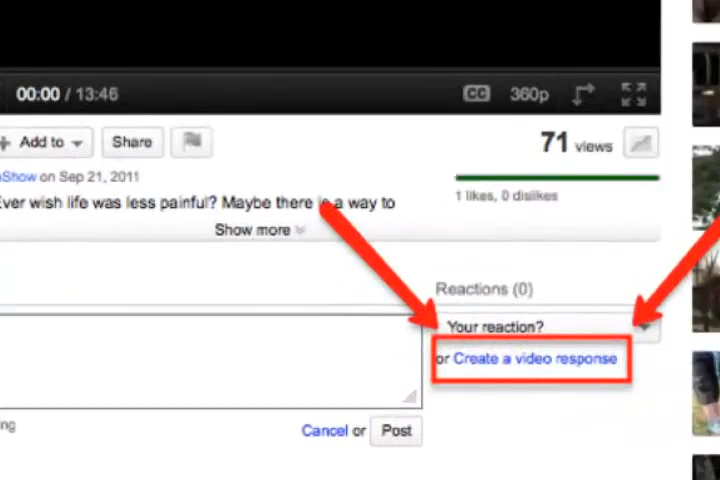 00:00 / 13:46 CC 360p
Add to Share 71 views
Show on Sep 21, 2011 1 likes, 0 dislikes
Ever wish life was less painful? Maybe there is a way to
Show more
Reactions (0)
Your reaction?
or Create a video response
ng Cancel or Post